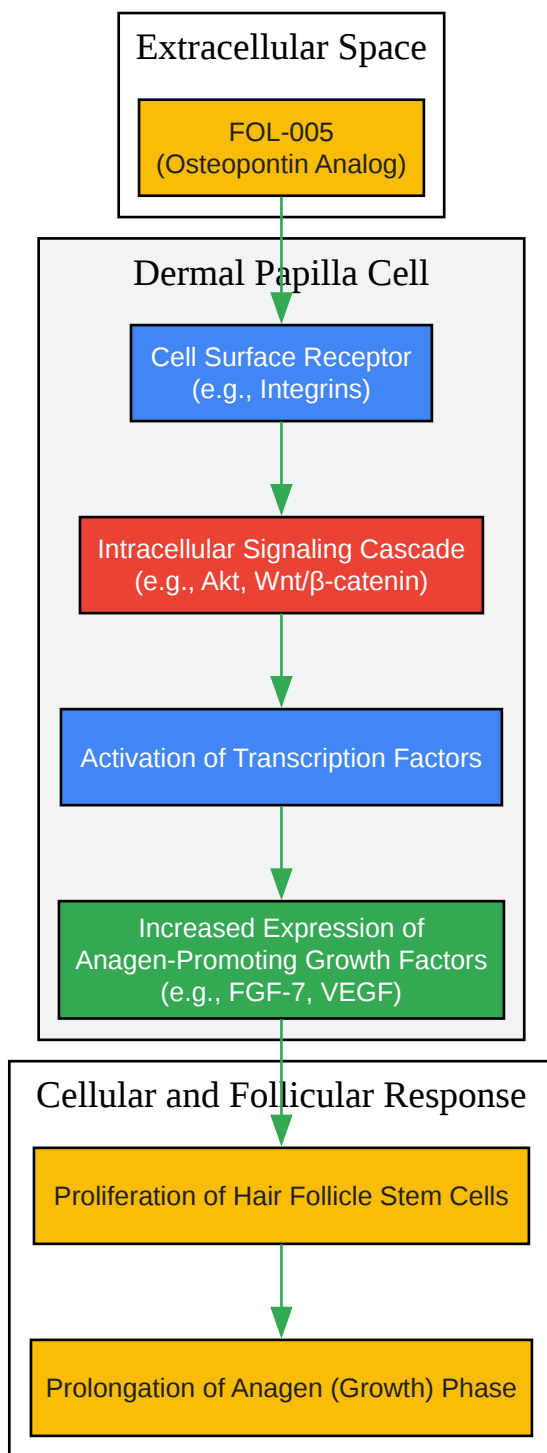 Extracellular Space
FOL-005
(Osteopontin Analog)
Dermal Papilla Cell
Cell Surface Receptor
(e.g., Integrins)
Intracellular Signaling Cascade
(e.g., Akt, Wnt/β-catenin)
Activation of Transcription Factors
Increased Expression of
Anagen-Promoting Growth Factors
(e.g., FGF-7, VEGF)
Cellular and Follicular Response
Proliferation of Hair Follicle Stem Cells
Prolongation of Anagen (Growth) Phase